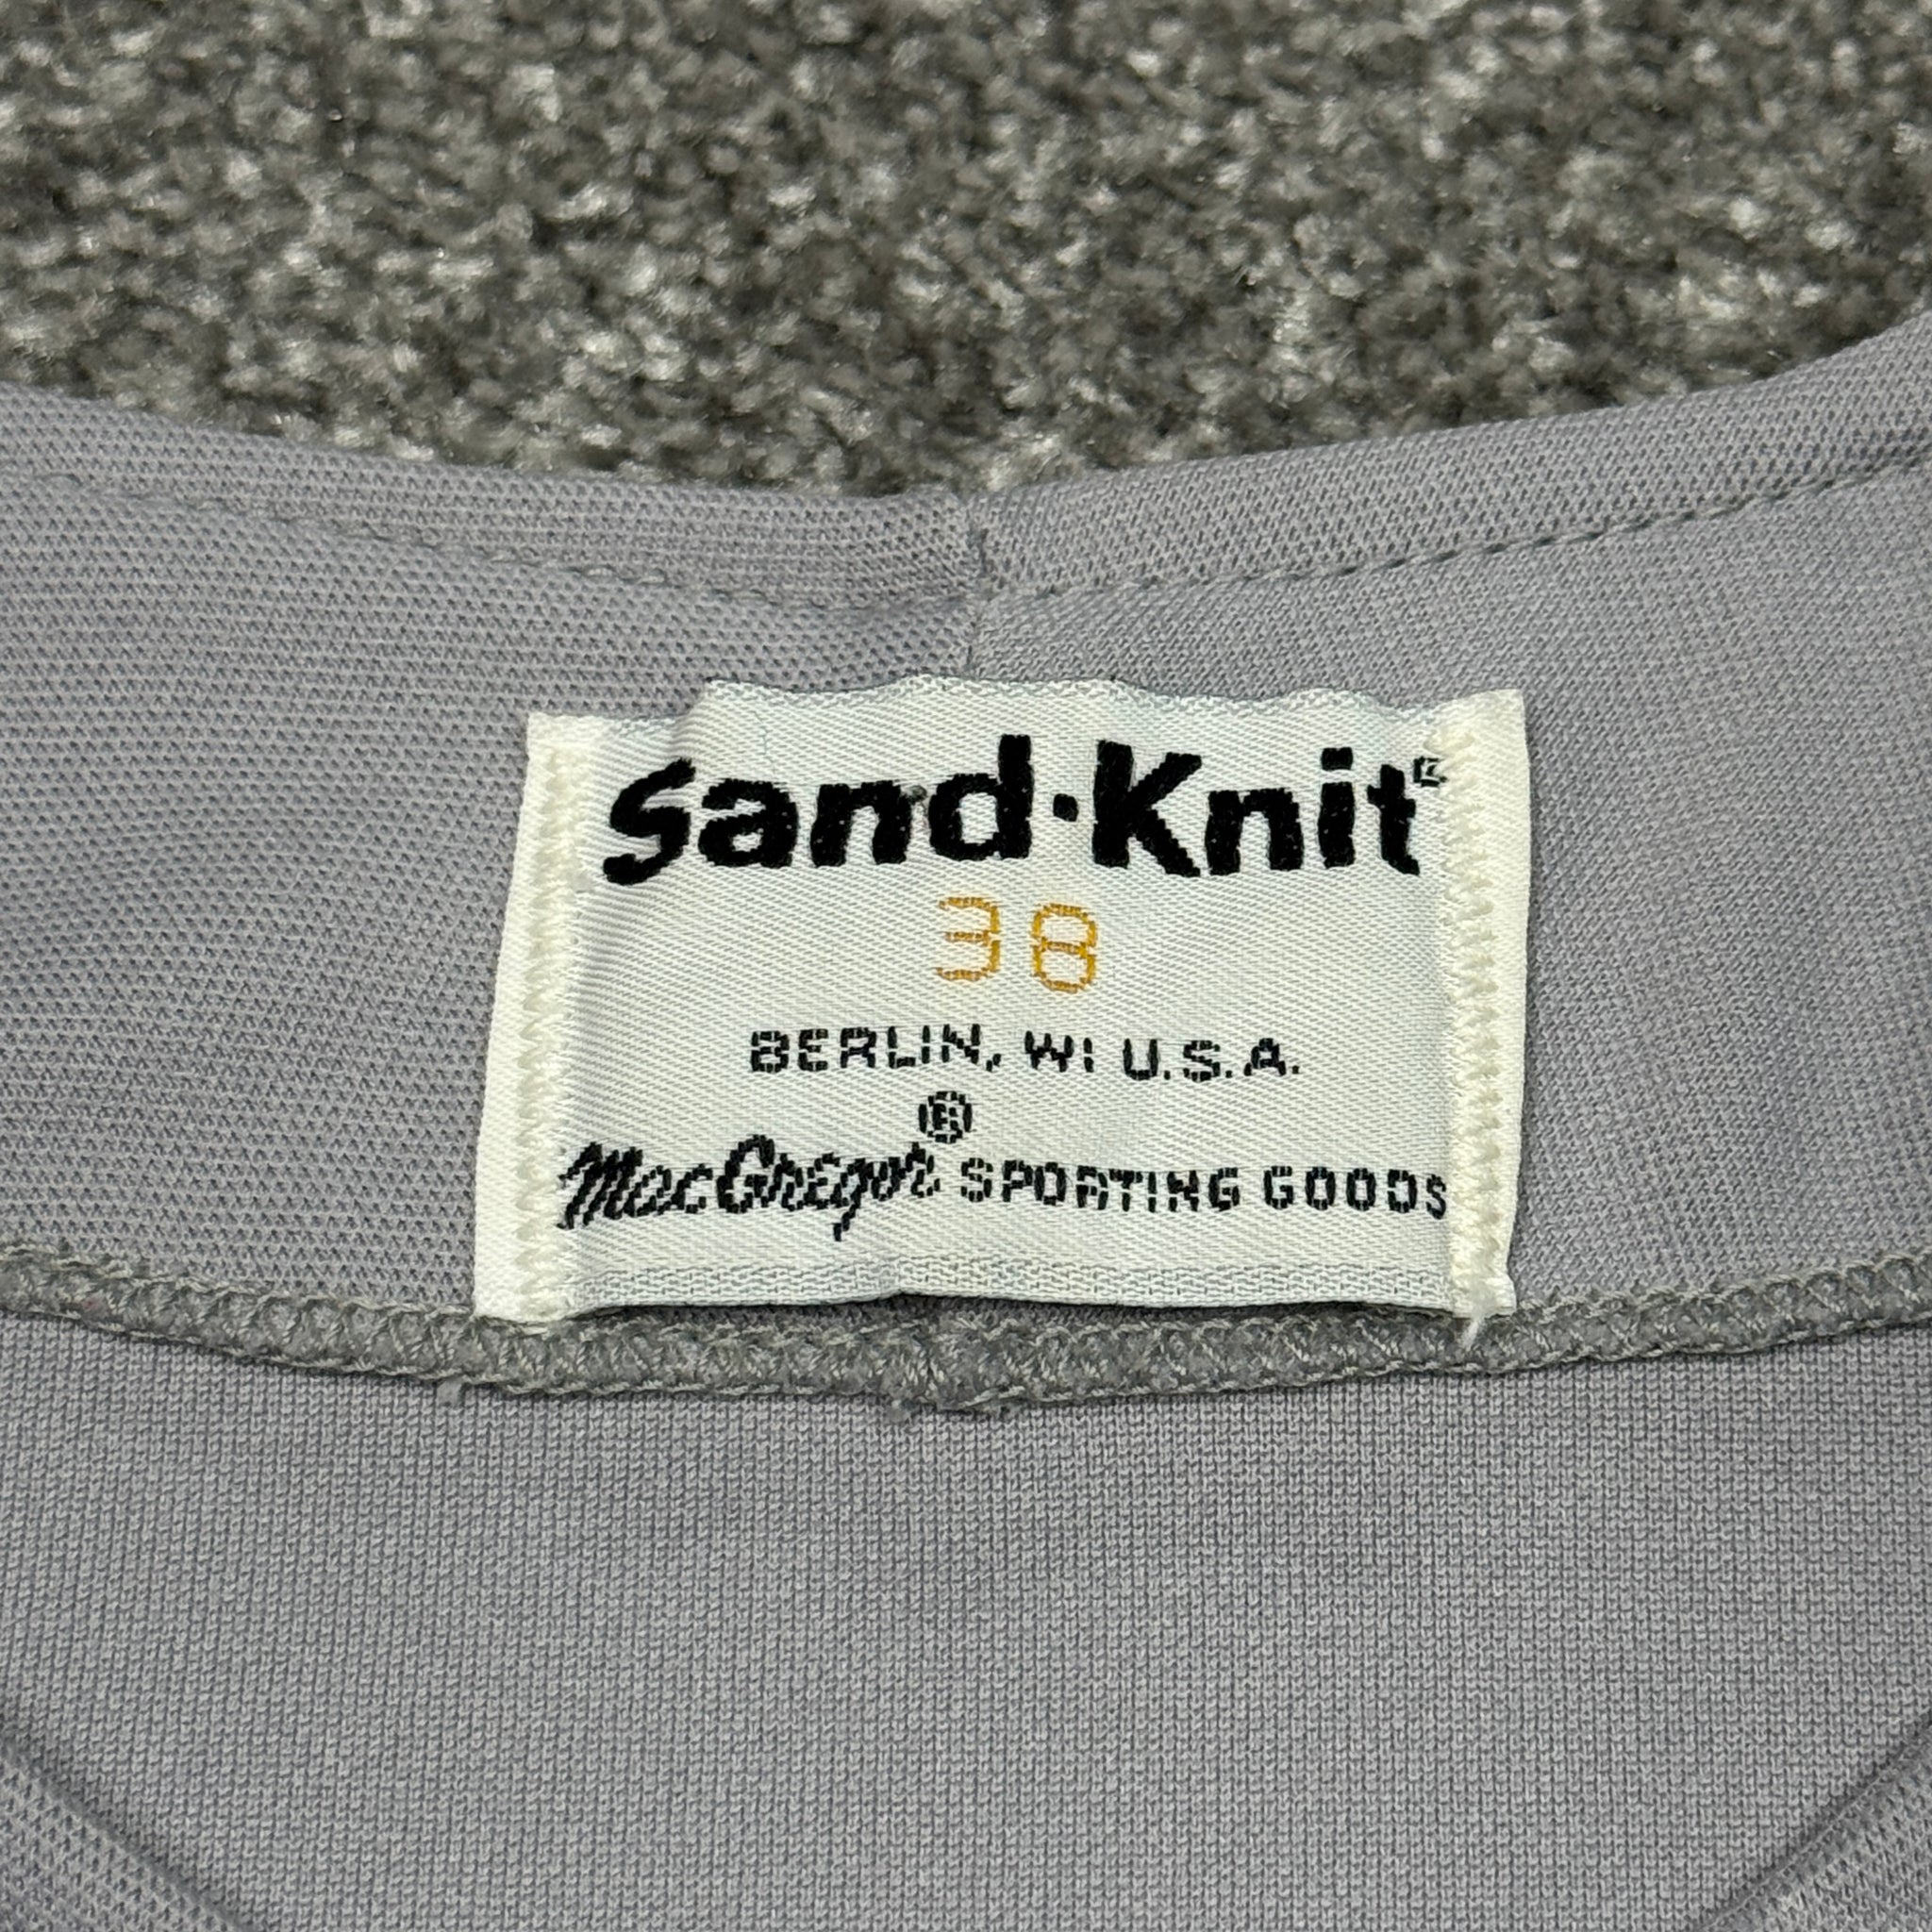 Sand·Knit®
38
BERLIN, WI U.S.A.
®
MacGregor SPORTING GOODS